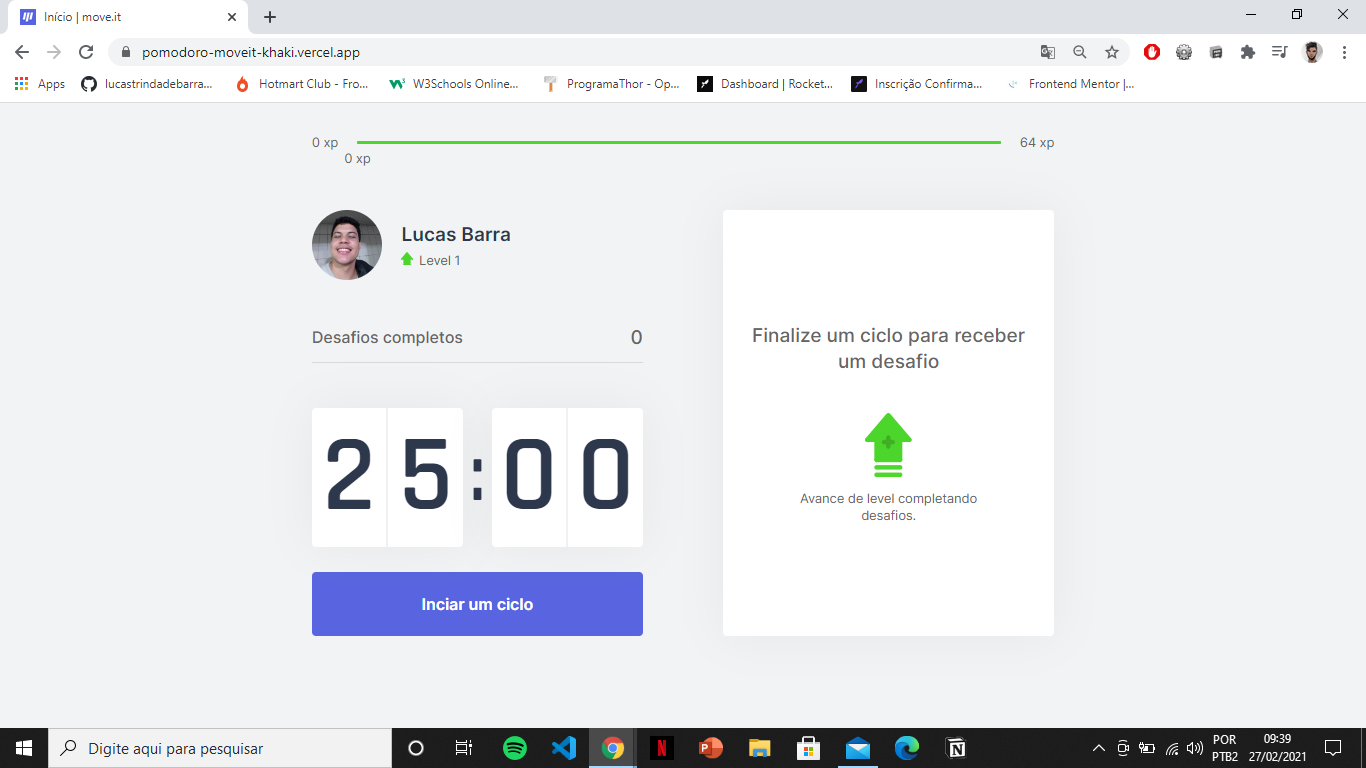 Início | move.it
pomodoro-moveit-khaki.vercel.app
Apps
lucastrindadebarra...
Hotmart Club - Fro...
W3Schools Online...
ProgramaThor - Op...
Dashboard | Rocket...
Inscrição Confirma...
Frontend Mentor |...
0 xp
64 xp
0 xp
Lucas Barra
Level 1
Desafios completos
0
25:00
Inciar um ciclo
Finalize um ciclo para receber
um desafio
Avance de level completando
desafios.
Digite aqui para pesquisar
POR
PTB2
09:39
27/02/2021